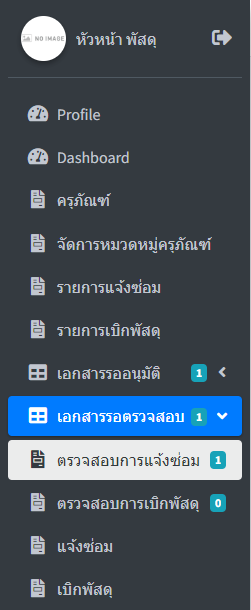 NO IMAGE
หัวหน้า พัสดุ
Profile
Dashboard
ครุภัณฑ์
จัดการหมวดหมู่ครุภัณฑ์
รายการแจ้งซ่อม
รายการเบิกพัสดุ
เอกสารรออนุมัติ 1
เอกสารรอตรวจสอบ 1
ตรวจสอบการแจ้งซ่อม 1
ตรวจสอบการเบิกพัสดุ 0
แจ้งซ่อม
เบิกพัสดุ